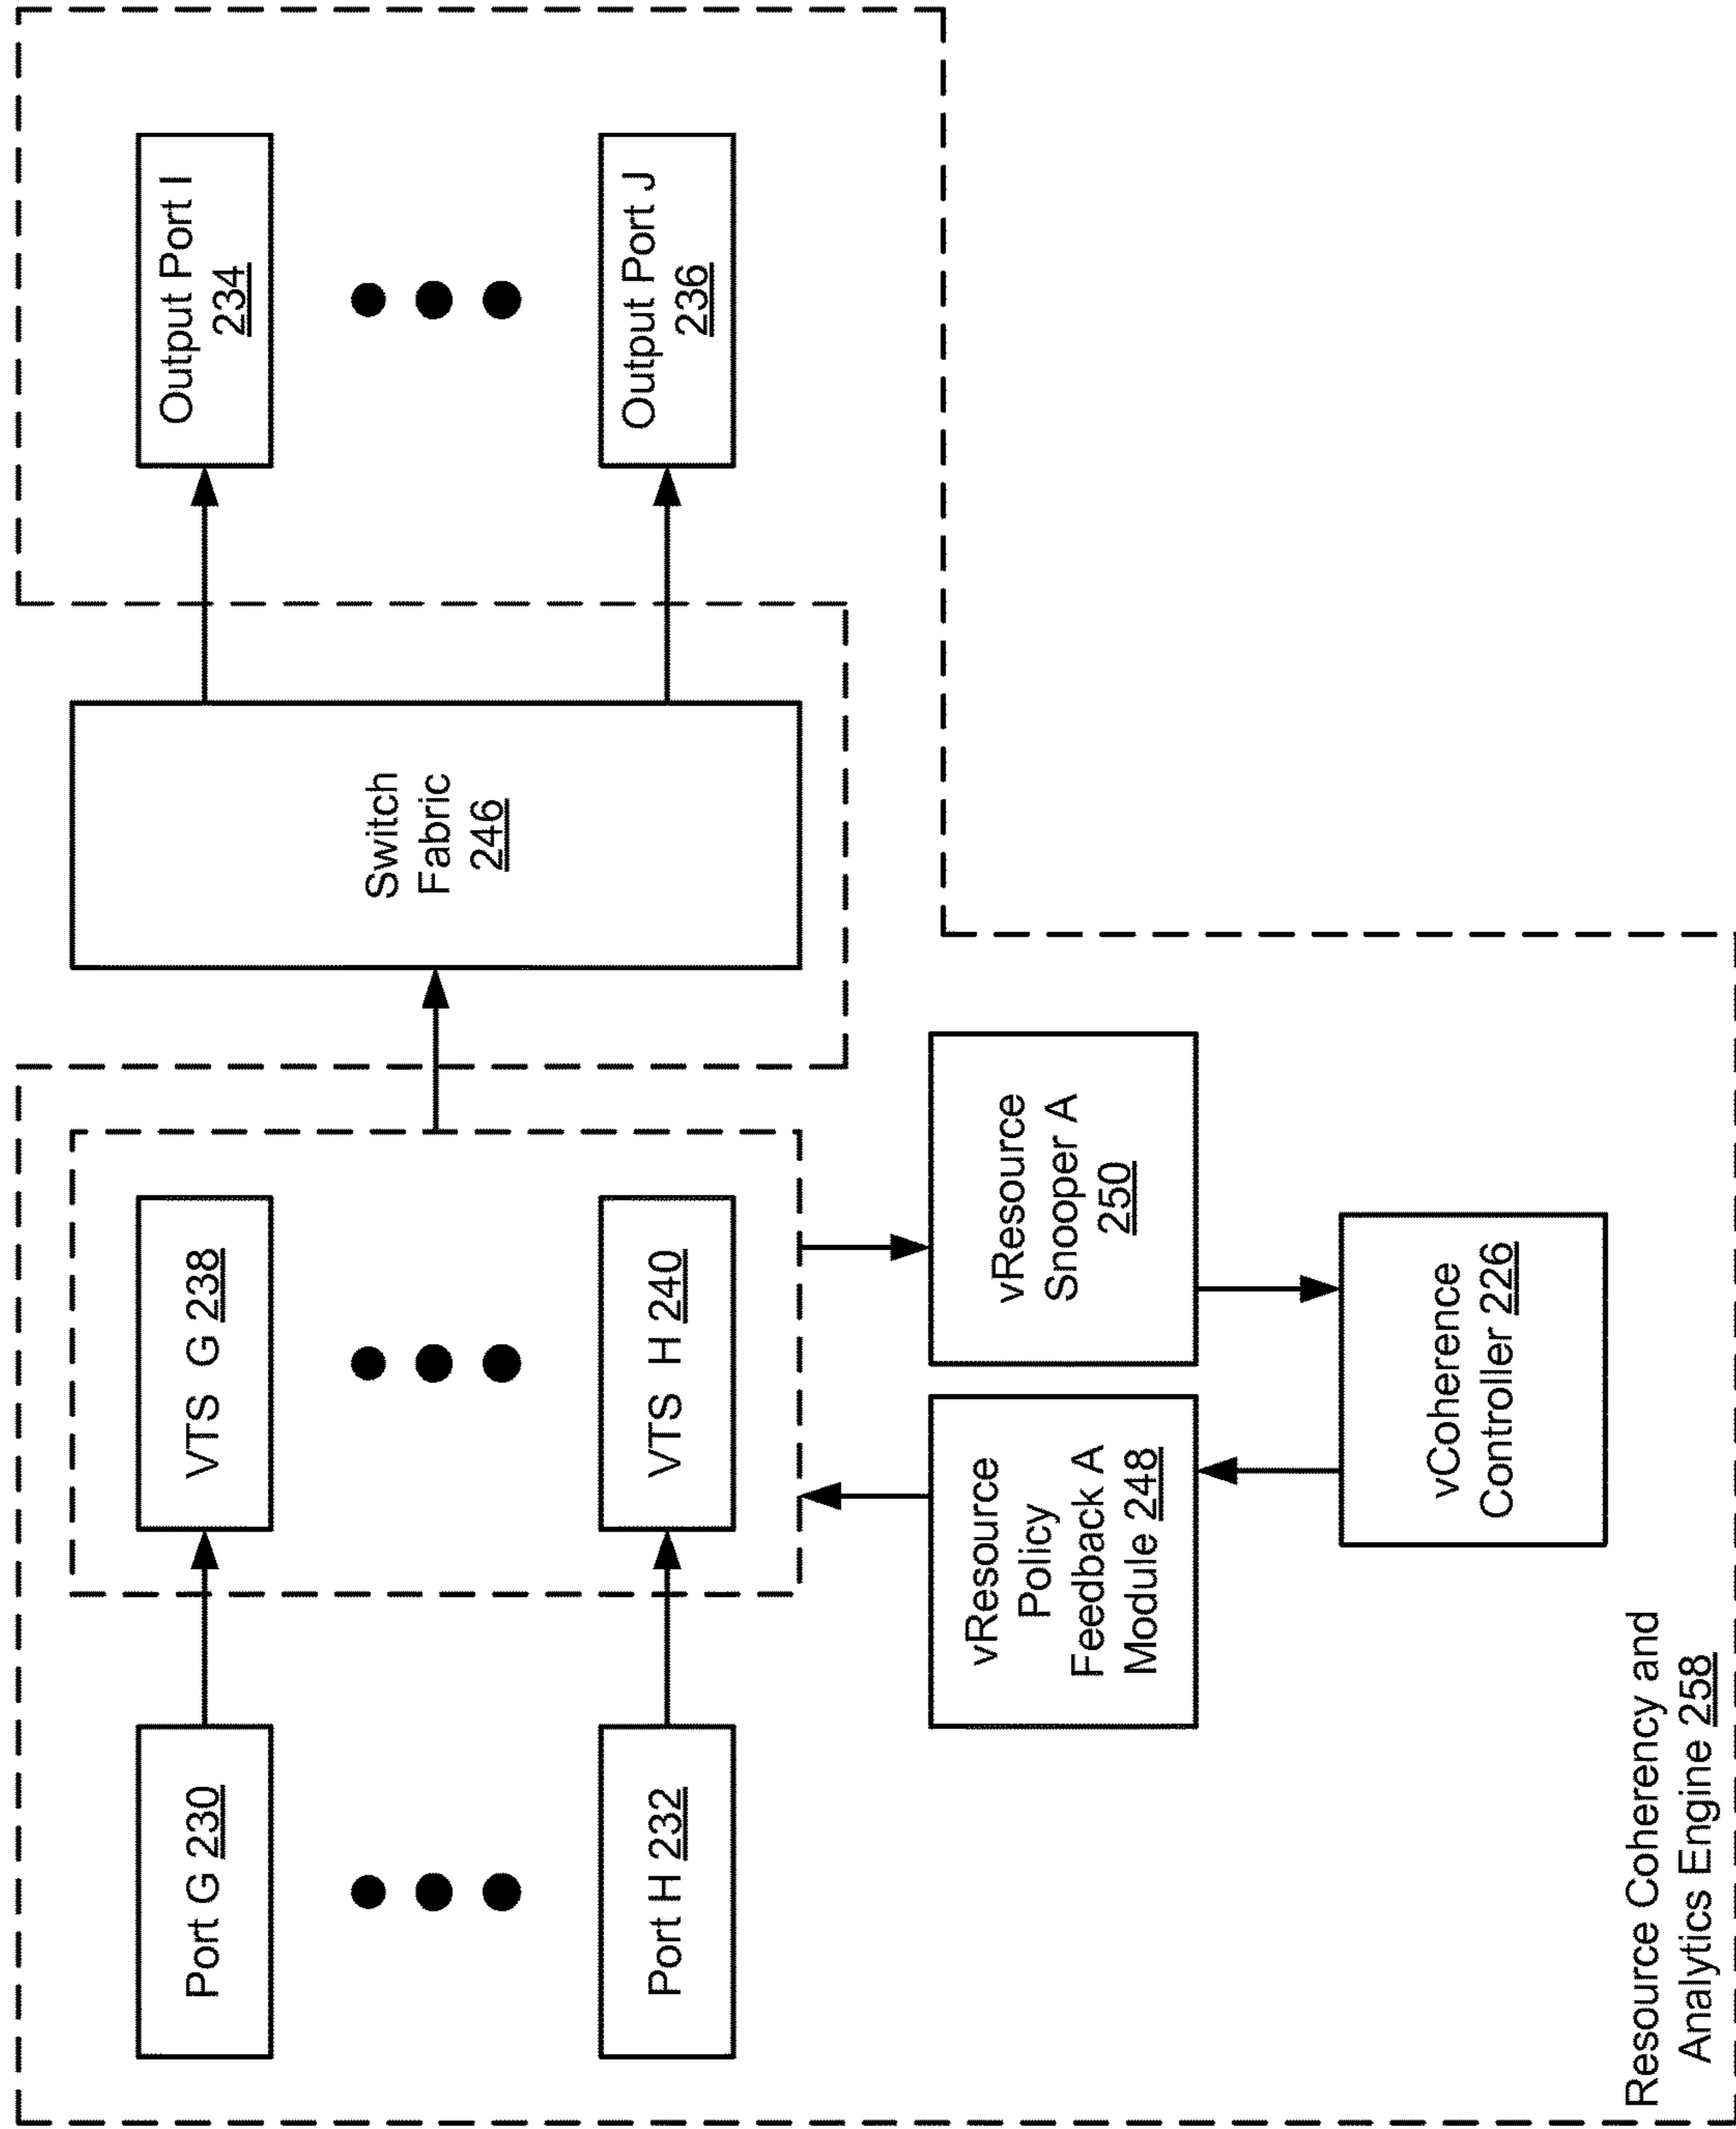 Port G 230
VTS G 238
Switch
Fabric
246
Output Port I
234
Port H 232
VTS H 240
Output Port J
236
vResource
Policy
Feedback A
Module 248
vResource
Snooper A
250
vCoherence
Controller 226
Resource Coherency and
Analytics Engine 258